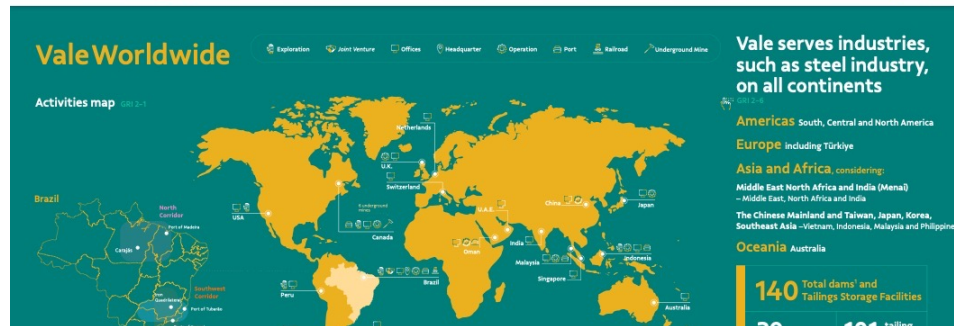 Vale Worldwide
Exploration
Joint Venture
Offices
Headquarter
Operation
Port
Railroad
Underground Mine
Activities map GRI 2-1
Netherlands
U.K.
Switzerland
USA
6 underground
mines
Canada
U.A.E.
China
Japan
Oman
India
Malaysia
Indonesia
Singapore
Peru
Brazil
Australia
Brazil
North
Corridor
Port of Madeira
Carajás
Southeast
Corridor
Port of Tubarão
Vale serves industries,
such as steel industry,
on all continents
GRI 2-6
Americas South, Central and North America
Europe including Türkiye
Asia and Africa, considering:
Middle East North Africa and India (Menai)
– Middle East, North Africa and India
The Chinese Mainland and Taiwan, Japan, Korea,
Southeast Asia –Vietnam, Indonesia, Malaysia and Philippine
Oceania Australia
140 Total dams¹ and
Tailings Storage Facilities